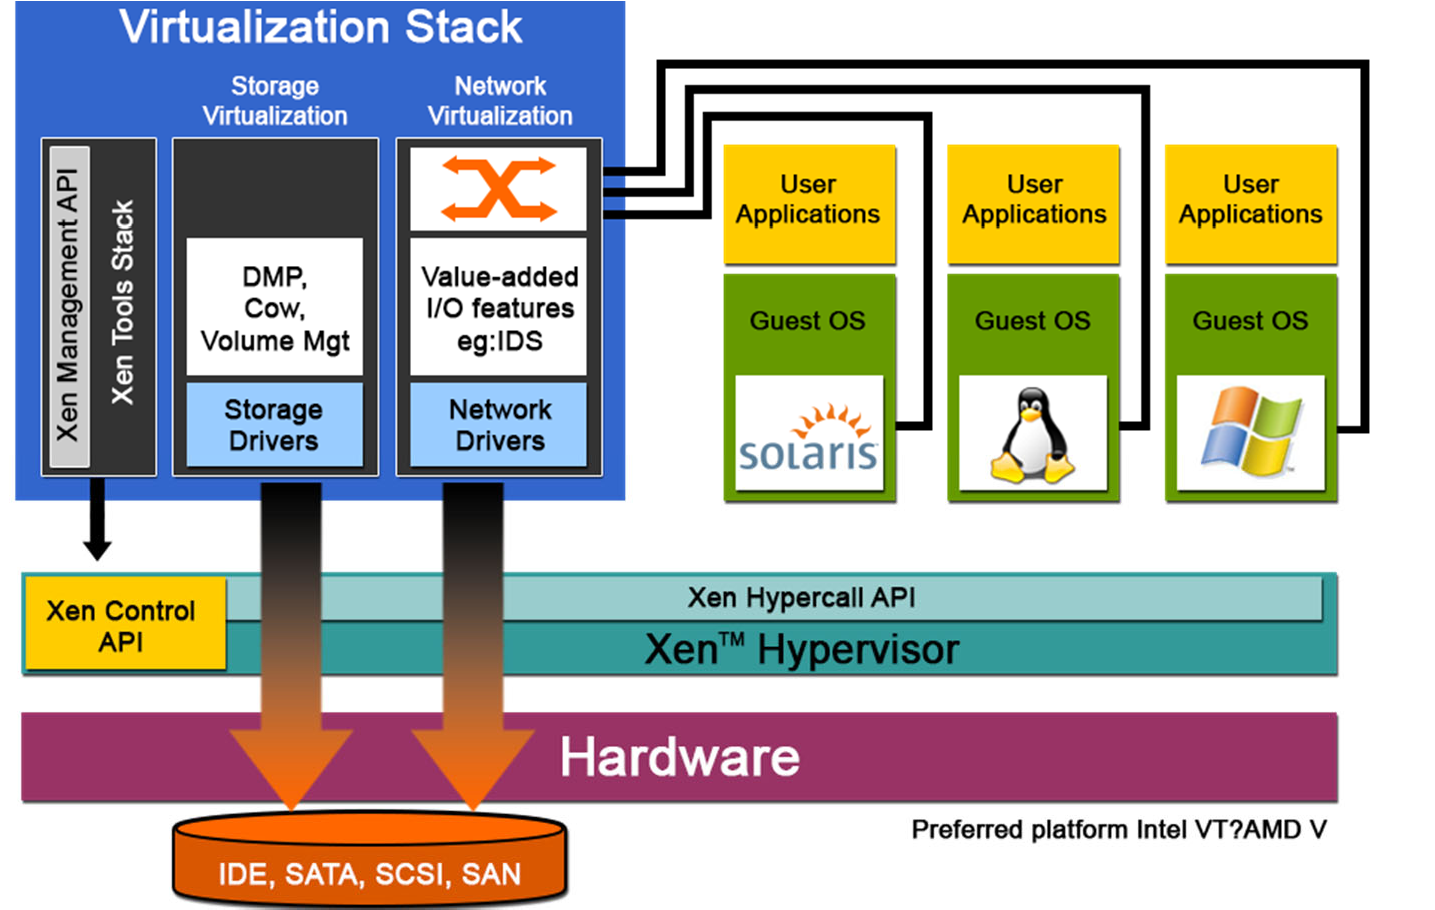 Virtualization Stack
Storage
Virtualization
Network
Virtualization
Xen Management API
Xen Tools Stack
DMP,
Cow,
Volume Mgt
Storage
Drivers
Value-added
I/O features
eg:IDS
Network
Drivers
User
Applications
User
Applications
User
Applications
Guest OS
Guest OS
Guest OS
solaris
Xen Control
API
Xen Hypercall API
Xen™ Hypervisor
Hardware
Preferred platform Intel VT?AMD V
IDE, SATA, SCSI, SAN